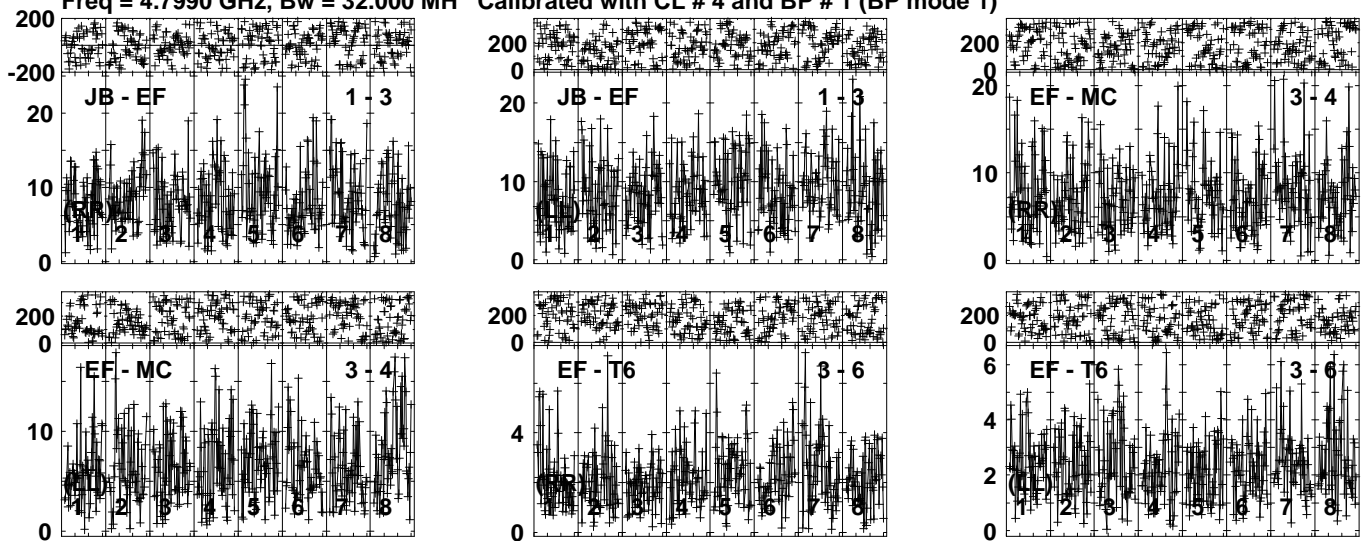 Freq = 4.7990 GHz, Bw = 32.000 MH Calibrated with CL # 4 and BP # 1 (BP mode 1)
200
-200
JB - EF 1 - 3
20
10
0
(RR)
1 2 3 4 5 6 7 8
200
0
JB - EF 1 - 3
20
10
0
(LL)
1 2 3 4 5 6 7 8
200
0
EF - MC 3 - 4
20
10
0
(RR)
1 2 3 4 5 6 7 8
200
0
EF - MC 3 - 4
10
0
(LL)
1 2 3 4 5 6 7 8
200
0
EF - T6 3 - 6
4
0
(RR)
1 2 3 4 5 6 7 8
200
0
EF - T6 3 - 6
6
4
2
0
(LL)
1 2 3 4 5 6 7 8